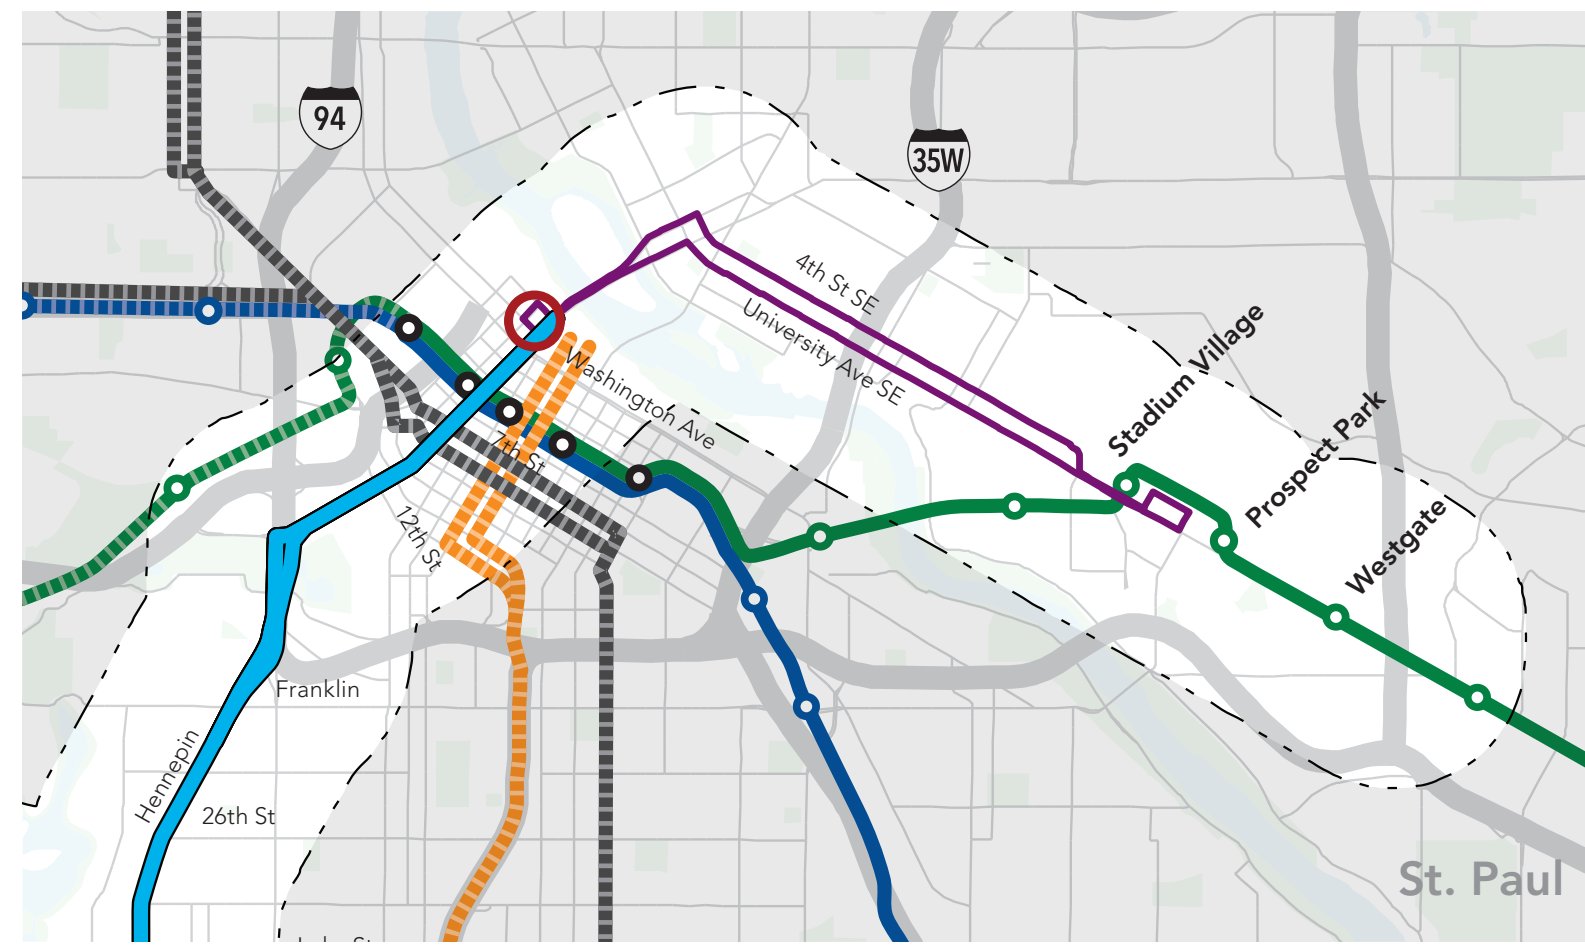 94
35W
4th St SE
University Ave SE
Stadium Village
Washington Ave
Prospect Park
7th St
Westgate
12th St
Franklin
Hennepin
26th St
St. Paul